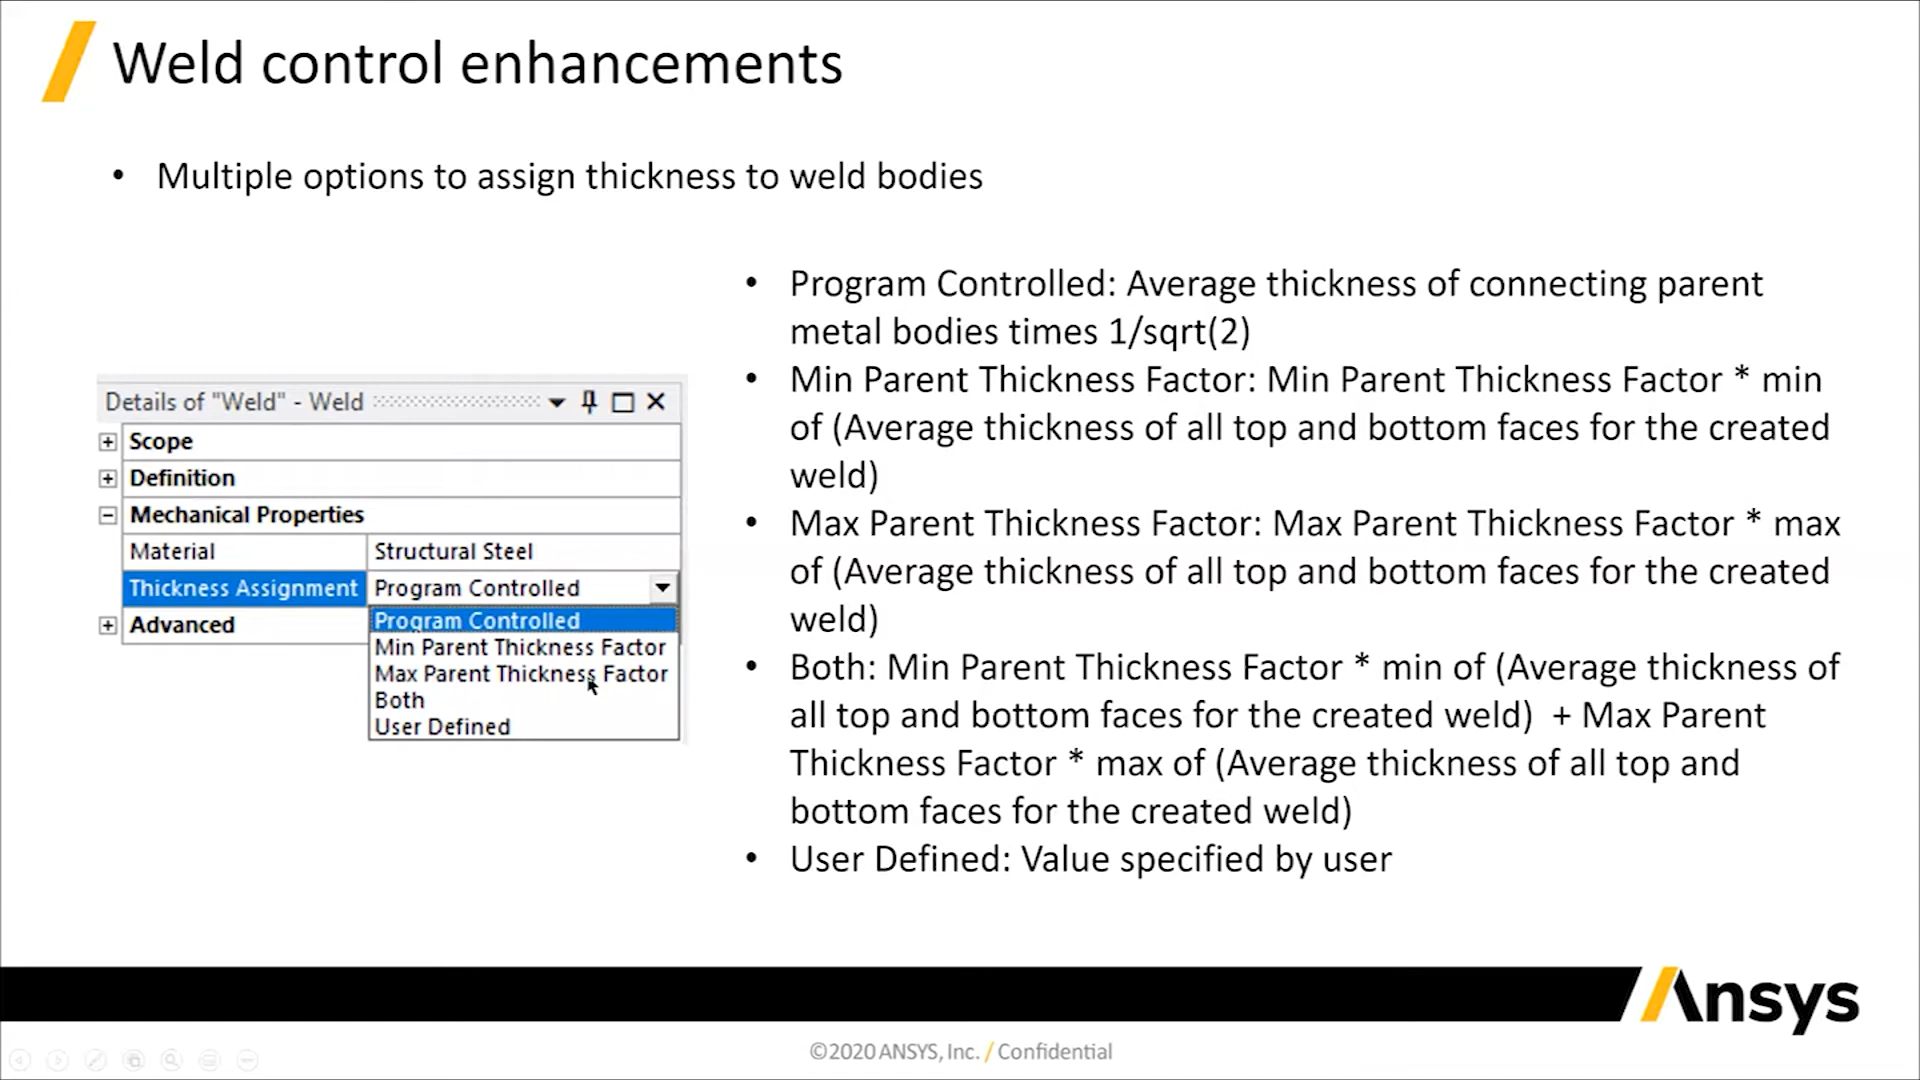 Weld control enhancements
• Multiple options to assign thickness to weld bodies
Details of "Weld" - Weld
Scope
Definition
Mechanical Properties
Material Structural Steel
Thickness Assignment Program Controlled
Advanced
Program Controlled
Min Parent Thickness Factor
Max Parent Thickness Factor
Both
User Defined
• Program Controlled: Average thickness of connecting parent
metal bodies times 1/sqrt(2)
• Min Parent Thickness Factor: Min Parent Thickness Factor * min
of (Average thickness of all top and bottom faces for the created
weld)
• Max Parent Thickness Factor: Max Parent Thickness Factor * max
of (Average thickness of all top and bottom faces for the created
weld)
• Both: Min Parent Thickness Factor * min of (Average thickness of
all top and bottom faces for the created weld) + Max Parent
Thickness Factor * max of (Average thickness of all top and
bottom faces for the created weld)
• User Defined: Value specified by user
Ansys
©2020 ANSYS, Inc. / Confidential